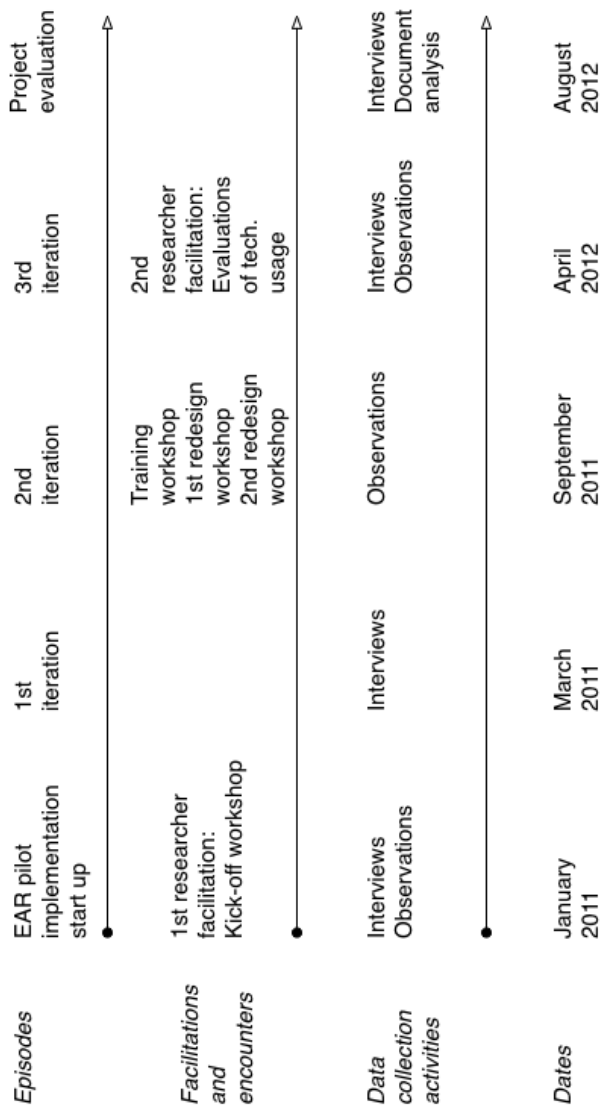 Episodes
EAR pilot
implementation
start up
1st
iteration
2nd
iteration
3rd
iteration
Project
evaluation
Facilitations
and
encounters
1st researcher
facilitation:
Kick-off workshop
Training
workshop
1st redesign
workshop
2nd redesign
workshop
2nd
researcher
facilitation:
Evaluations
of tech.
usage
Data
collection
activities
Interviews
Observations
Interviews
Observations
Interviews
Observations
Interviews
Document
analysis
Dates
January
2011
March
2011
September
2011
April
2012
August
2012